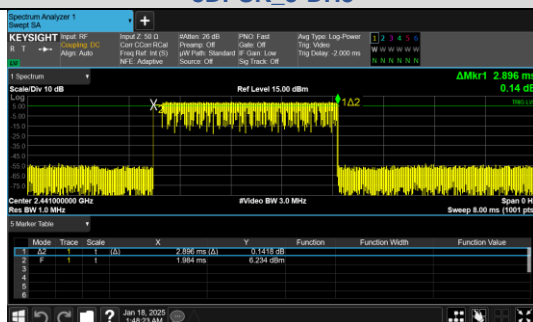 Spectrum Analyzer 1
Swept SA
+
KEYSIGHT Input: RF Input Z: 50 Ω #Atten: 26 dB PNO: Fast Avg Type: Log-Power 1 2 3 4 5 6
R T Coupling: DC Corr CCorr RCal Preamp: Off Gate: Off Trig: Video W W W W W W
Align: Auto Freq Ref: Int (S) µW Path: Standard IF Gain: Low Trig Delay: -2.000 ms N N N N N N
NFE: Adaptive Source: Off Sig Track: Off
1 Spectrum ΔMkr1 2.896 ms
Scale/Div 10 dB Ref Level 15.00 dBm 0.14 dB
Log
5.00 X2 1Δ2
-5.00
-15.0
-25.0
-35.0
-45.0
-55.0
-65.0
-75.0
Center 2.441000000 GHz #Video BW 3.0 MHz Span 0 H
Res BW 1.0 MHz Sweep 8.00 ms (1001 pts
5 Marker Table
Mode Trace Scale X Y Function Function Width Function Value
1 Δ2 1 t (Δ) 2.896 ms (Δ) 0.1418 dB
2 F 1 t 1.984 ms 6.234 dBm
3
4
5
6
Jan 18, 2025
1:48:23 AM